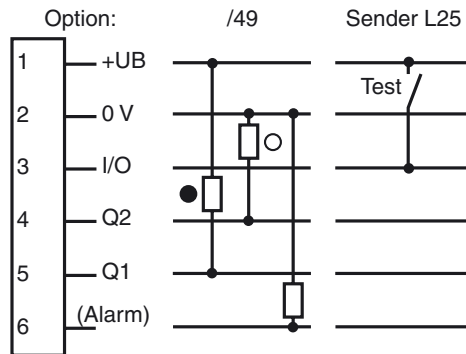 Option: /49 Sender L25
1 +UB
Test
2 0 V
3 I/O
4 Q2
5 Q1
(Alarm)
6